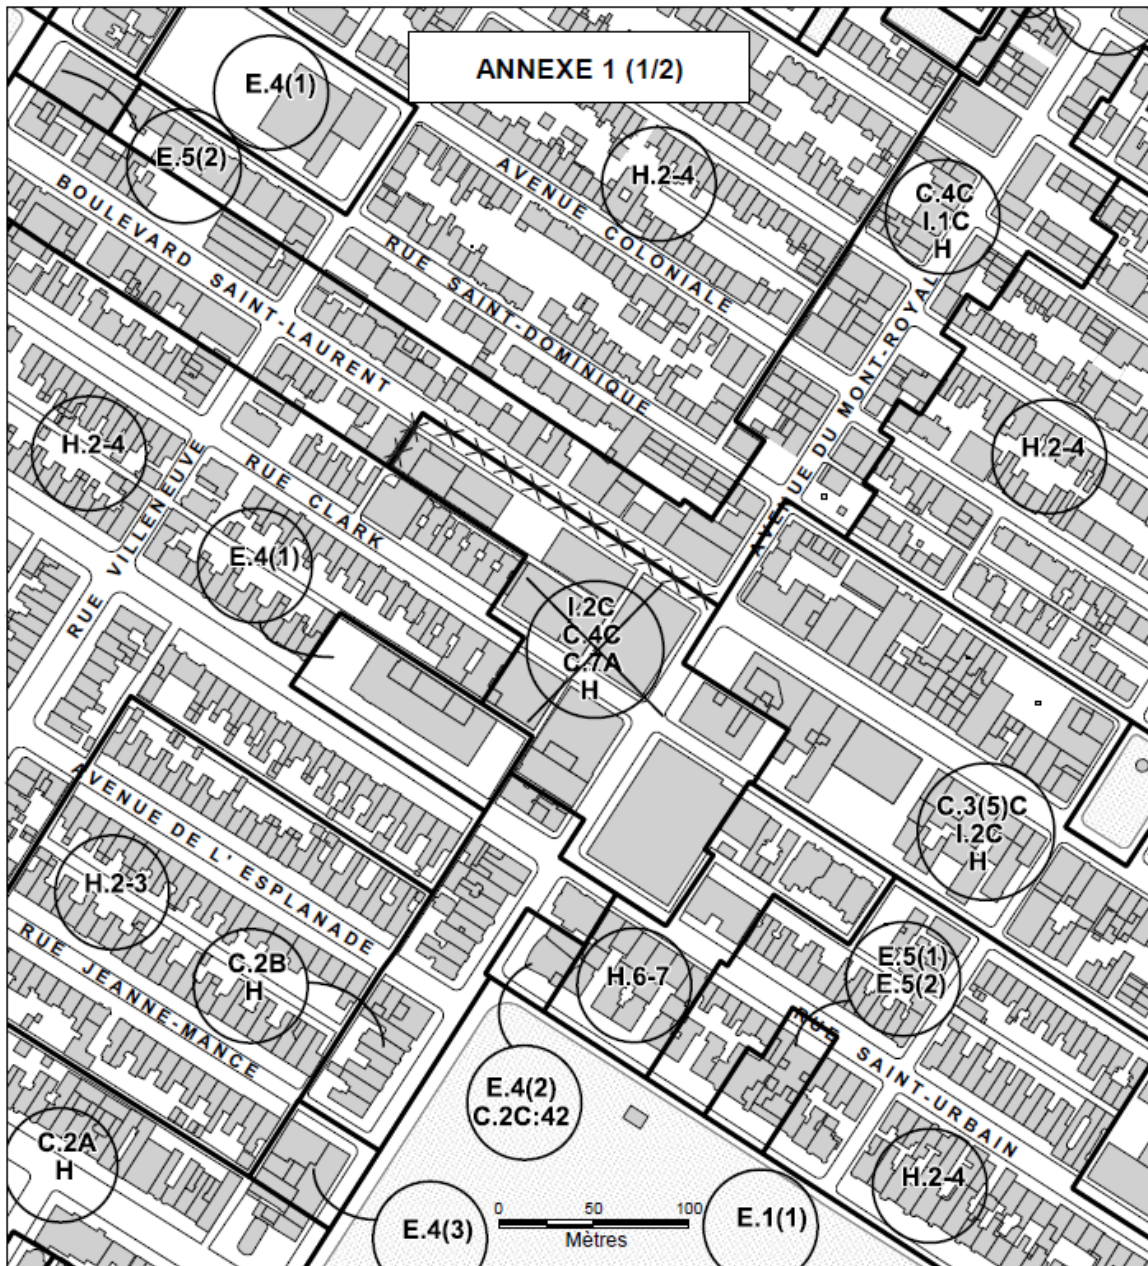 ANNEXE 1 (1/2)
E.4(1)
E.5(2)
H.2-4
C.4C
I.1C
H
AVENUE COLONIALE
BOULEVARD SAINT-LAURENT
RUE SAINT-DOMINIQUE
AVENUE DU MONT-ROYAL
H.2-4
RUE VILLENEUVE
RUE CLARK
H.2-4
E.4(1)
I.2C
C.4C
C.7A
H
C.3(5)C
I.2C
H
AVENUE DE L' ESPLANADE
H.2-3
RUE JEANNE-MANCE
C.2B
H
H.6-7
E.5(1)
E.5(2)
RUE SAINT-URBAIN
E.4(2)
C.2C:42
C.2A
H
H.2-4
E.4(3)
0 50 100
Mètres
E.1(1)